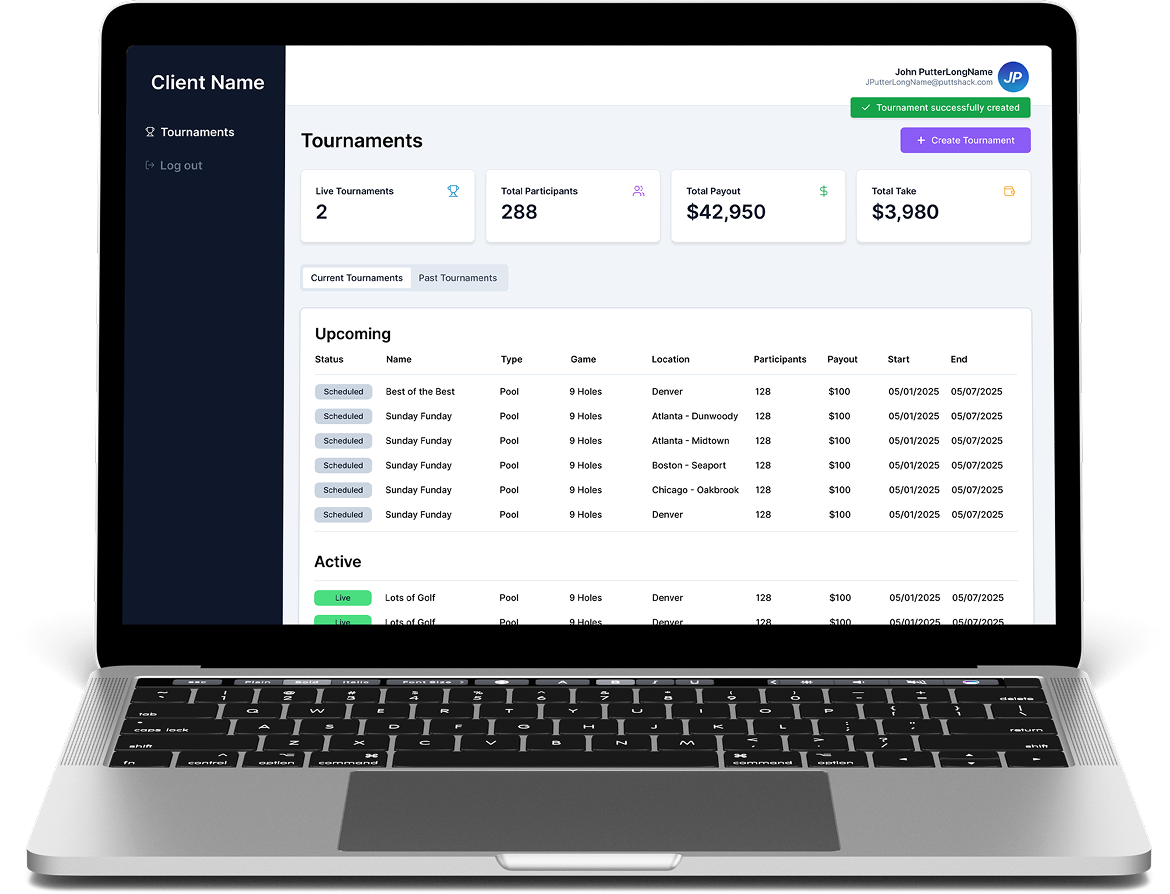 Client Name
Tournaments
Log out
John PutterLongName
JPutterLongName@puttshack.com
JP
Tournament successfully created
Tournaments
+ Create Tournament
Live Tournaments
2
Total Participants
288
Total Payout
$
$42,950
Total Take
$3,980
Current Tournaments Past Tournaments
Upcoming
Status Name Type Game Location Participants Payout Start End
Scheduled Best of the Best Pool 9 Holes Denver 128 $100 05/01/2025 05/07/2025
Scheduled Sunday Funday Pool 9 Holes Atlanta - Dunwoody 128 $100 05/01/2025 05/07/2025
Scheduled Sunday Funday Pool 9 Holes Atlanta - Midtown 128 $100 05/01/2025 05/07/2025
Scheduled Sunday Funday Pool 9 Holes Boston - Seaport 128 $100 05/01/2025 05/07/2025
Scheduled Sunday Funday Pool 9 Holes Chicago - Oakbrook 128 $100 05/01/2025 05/07/2025
Scheduled Sunday Funday Pool 9 Holes Denver 128 $100 05/01/2025 05/07/2025
Active
Live Lots of Golf Pool 9 Holes Denver 128 $100 05/01/2025 05/07/2025
Live Lots of Golf Pool 9 Holes Denver 128 $100 05/01/2025 05/07/2025
esc Plain Bold Italic Font Size A B I U
1 2 3 4 5 6 7 8 9 0 delete
tab Q W E R T Y U I O P
caps lock A S D F G H J K L return
shift Z X C V B N M shift
fn control option command command option